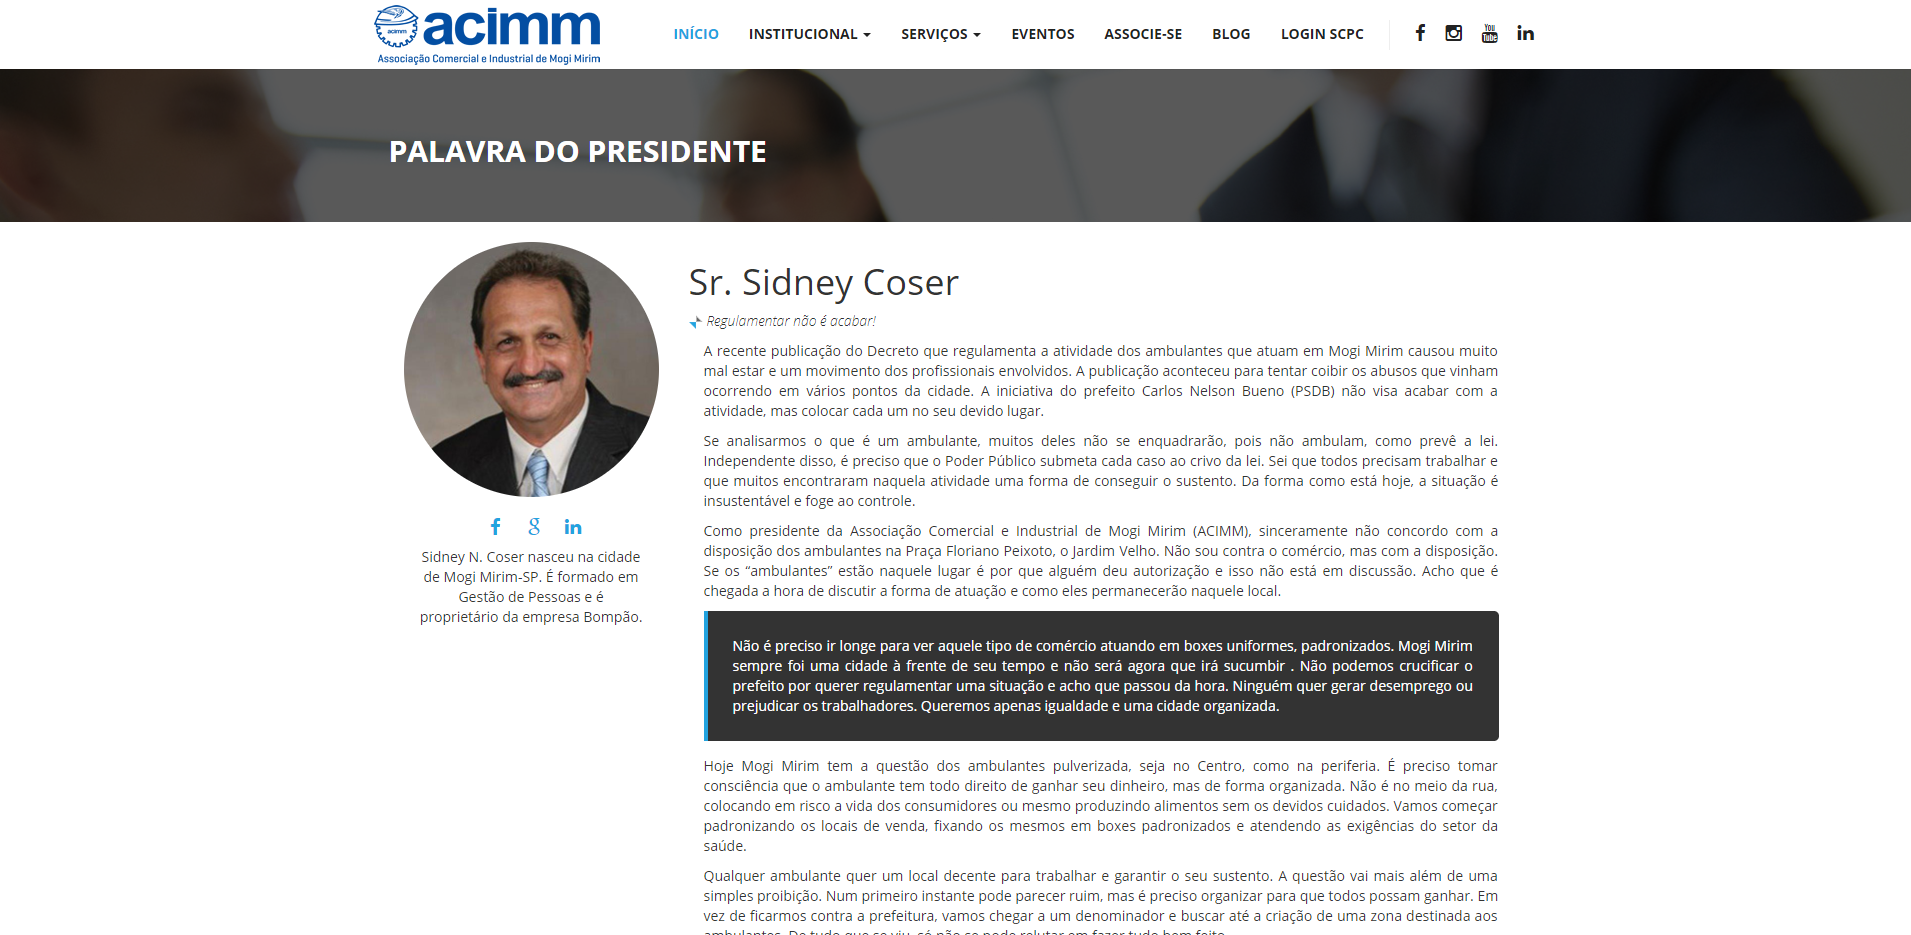 acimm
acimm
Associação Comercial e Industrial de Mogi Mirim
INÍCIO
INSTITUCIONAL
SERVIÇOS
EVENTOS
ASSOCIE-SE
BLOG
LOGIN SCPC
You
Tube
PALAVRA DO PRESIDENTE
Sidney N. Coser nasceu na cidade
de Mogi Mirim-SP. É formado em
Gestão de Pessoas e é
proprietário da empresa Bompão.
Sr. Sidney Coser
Regulamentar não é acabar!
A recente publicação do Decreto que regulamenta a atividade dos ambulantes que atuam em Mogi Mirim causou muito
mal estar e um movimento dos profissionais envolvidos. A publicação aconteceu para tentar coibir os abusos que vinham
ocorrendo em vários pontos da cidade. A iniciativa do prefeito Carlos Nelson Bueno (PSDB) não visa acabar com a
atividade, mas colocar cada um no seu devido lugar.
Se analisarmos o que é um ambulante, muitos deles não se enquadrarão, pois não ambulam, como prevê a lei.
Independente disso, é preciso que o Poder Público submeta cada caso ao crivo da lei. Sei que todos precisam trabalhar e
que muitos encontraram naquela atividade uma forma de conseguir o sustento. Da forma como está hoje, a situação é
insustentável e foge ao controle.
Como presidente da Associação Comercial e Industrial de Mogi Mirim (ACIMM), sinceramente não concordo com a
disposição dos ambulantes na Praça Floriano Peixoto, o Jardim Velho. Não sou contra o comércio, mas com a disposição.
Se os “ambulantes” estão naquele lugar é por que alguém deu autorização e isso não está em discussão. Acho que é
chegada a hora de discutir a forma de atuação e como eles permanecerão naquele local.
Não é preciso ir longe para ver aquele tipo de comércio atuando em boxes uniformes, padronizados. Mogi Mirim
sempre foi uma cidade à frente de seu tempo e não será agora que irá sucumbir . Não podemos crucificar o
prefeito por querer regulamentar uma situação e acho que passou da hora. Ninguém quer gerar desemprego ou
prejudicar os trabalhadores. Queremos apenas igualdade e uma cidade organizada.
Hoje Mogi Mirim tem a questão dos ambulantes pulverizada, seja no Centro, como na periferia. É preciso tomar
consciência que o ambulante tem todo direito de ganhar seu dinheiro, mas de forma organizada. Não é no meio da rua,
colocando em risco a vida dos consumidores ou mesmo produzindo alimentos sem os devidos cuidados. Vamos começar
padronizando os locais de venda, fixando os mesmos em boxes padronizados e atendendo as exigências do setor da
saúde.
Qualquer ambulante quer um local decente para trabalhar e garantir o seu sustento. A questão vai mais além de uma
simples proibição. Num primeiro instante pode parecer ruim, mas é preciso organizar para que todos possam ganhar. Em
vez de ficarmos contra a prefeitura, vamos chegar a um denominador e buscar até a criação de uma zona destinada aos
ambulantes. De tudo que se viu, só não se pode relutar em fazer tudo bem feito.